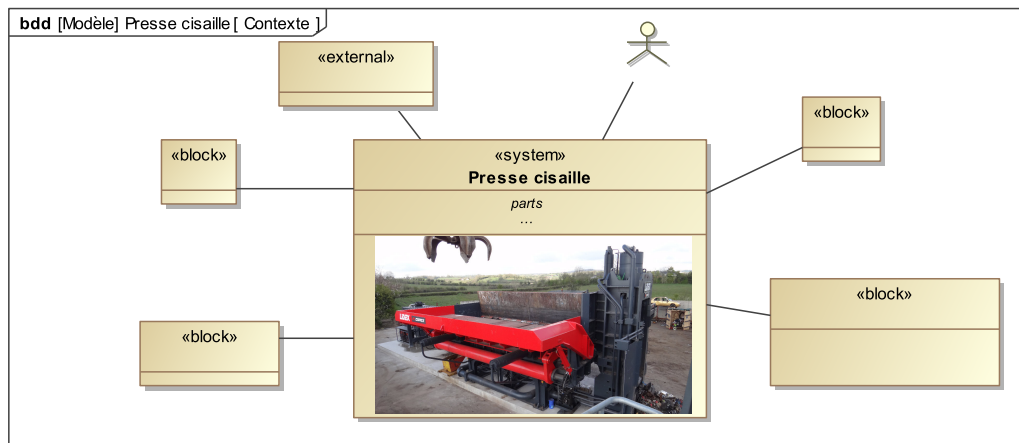 bdd [Modèle] Presse cisaille [ Contexte ]
«external»
«block»
«block»
«system»
Presse cisaille
parts
...
«block»
«block»